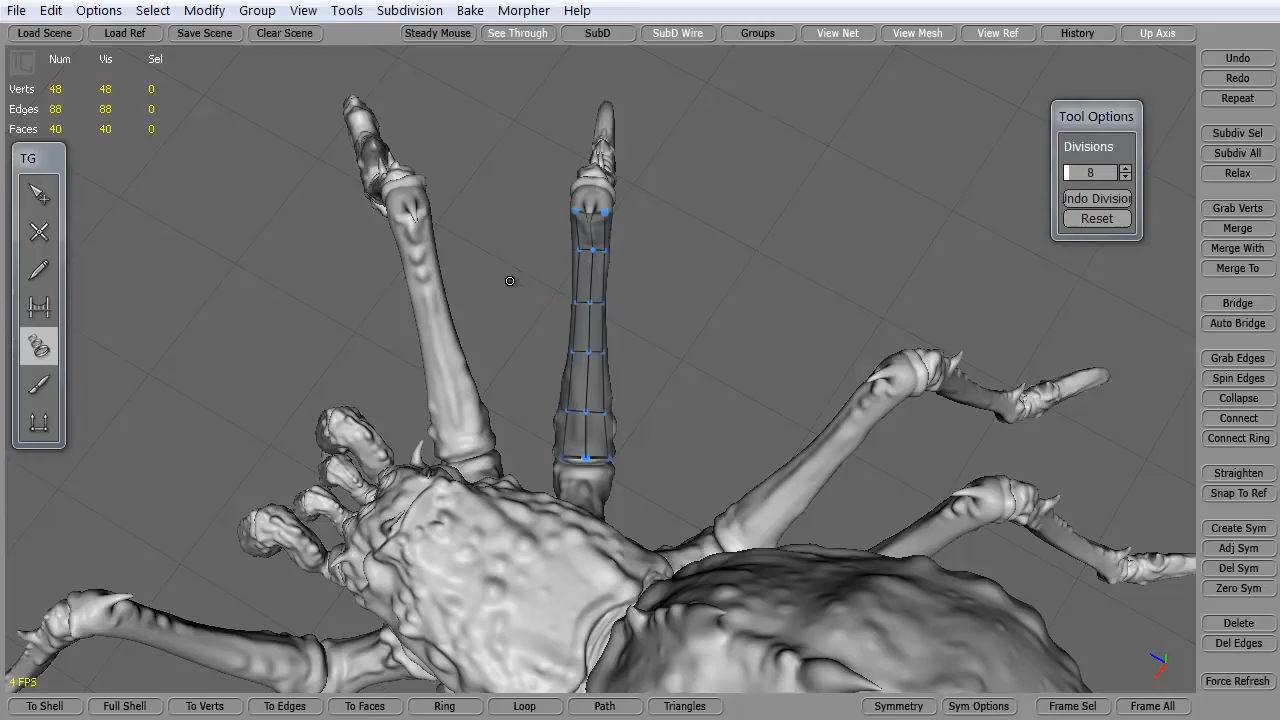 File Edit Options Select Modify Group View Tools Subdivision Bake Morpher Help
Load Scene Load Ref Save Scene Clear Scene Steady Mouse See Through SubD SubD Wire Groups View Net View Mesh View Ref History Up Axis
Num Vis Sel
Verts 48 48 0
Edges 88 88 0
Faces 40 40 0
TG
Tool Options
Divisions
8
Undo Division
Reset
Undo
Redo
Repeat
Subdiv Sel
Subdiv All
Relax
Grab Verts
Merge
Merge With
Merge To
Bridge
Auto Bridge
Grab Edges
Spin Edges
Collapse
Connect
Connect Ring
Straighten
Snap To Ref
Create Sym
Adj Sym
Del Sym
Zero Sym
Delete
Del Edges
Force Refresh
4 FPS
To Shell Full Shell To Verts To Edges To Faces Ring Loop Path Triangles Symmetry Sym Options Frame Sel Frame All